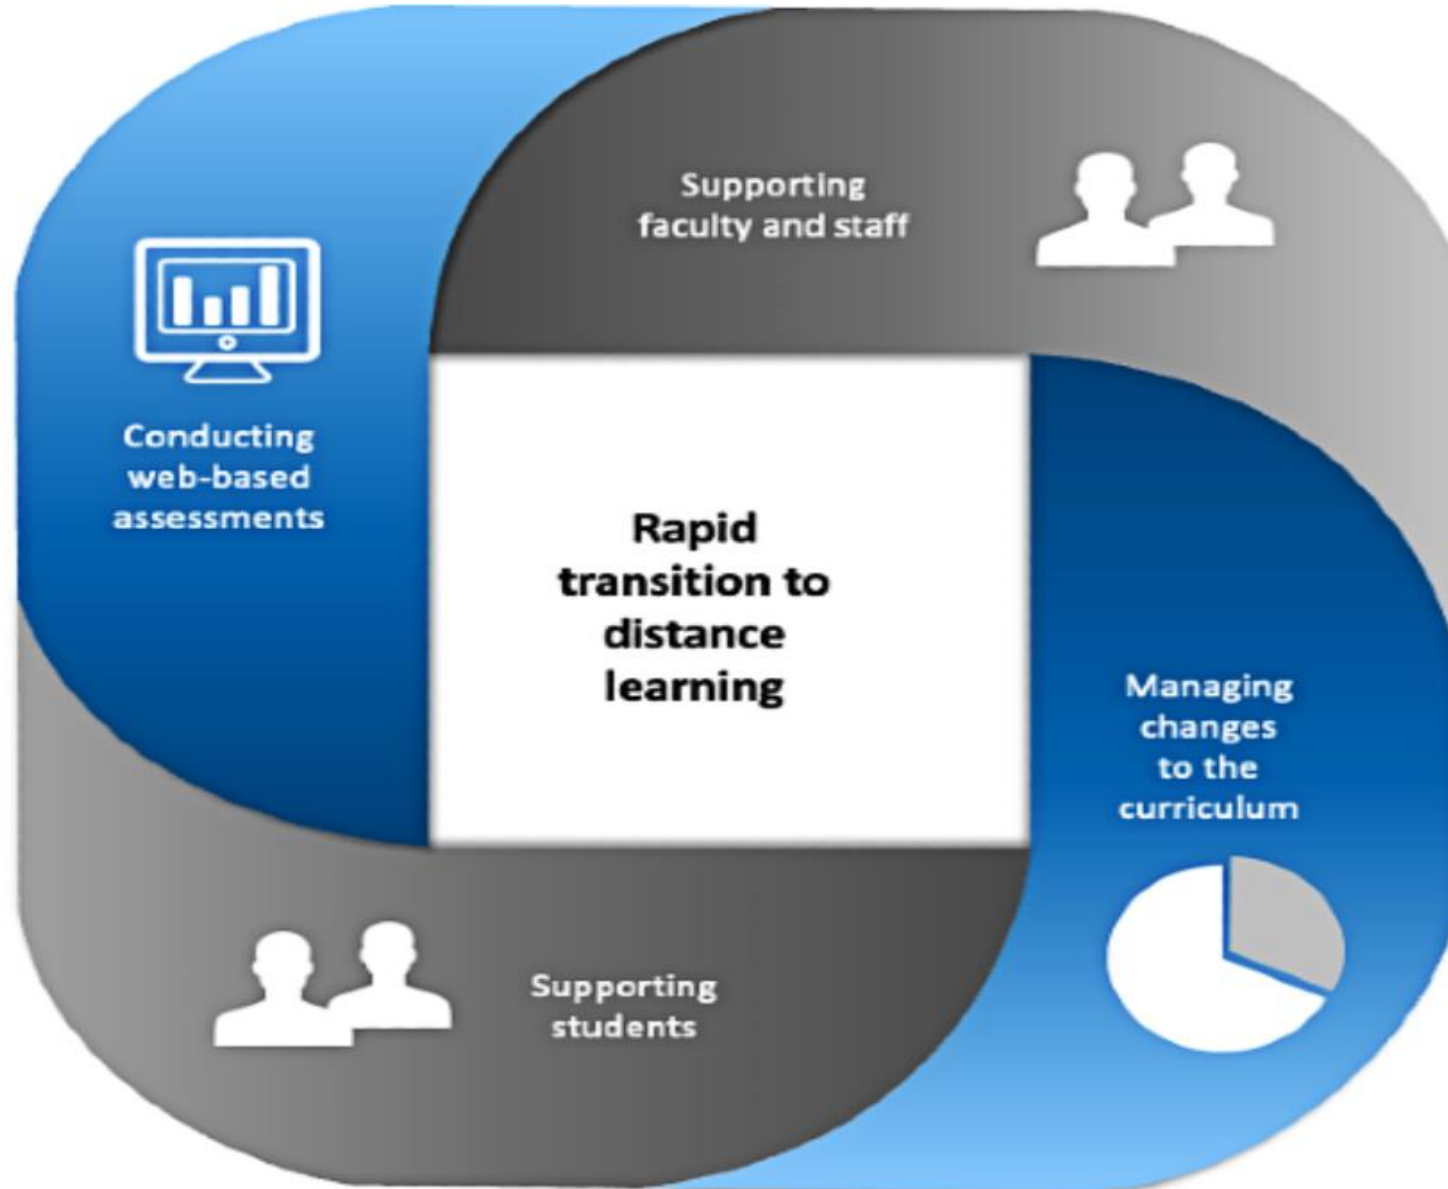 Supporting
faculty and staff
Conducting
web-based
assessments
Rapid
transition to
distance
learning
Managing
changes
to the
curriculum
Supporting
students